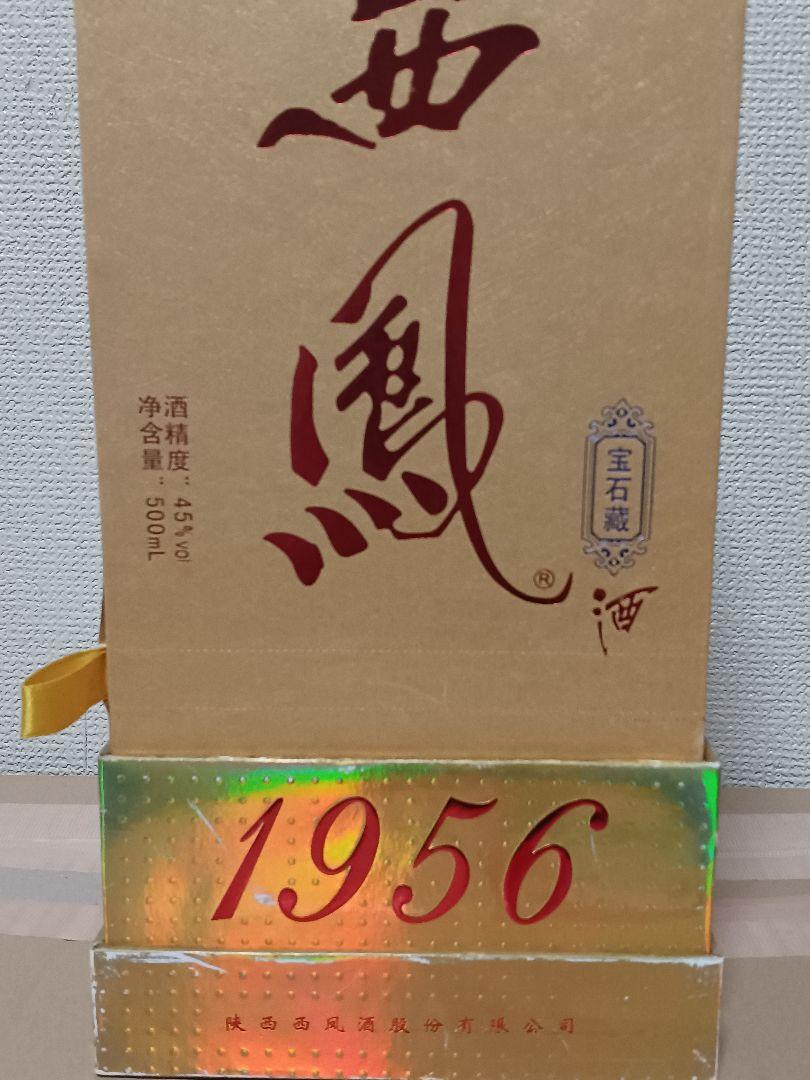 西
鳳
®
酒精度：45%vol
净含量：500mL
宝石藏
酒
1956
陕西西凤酒股份有限公司